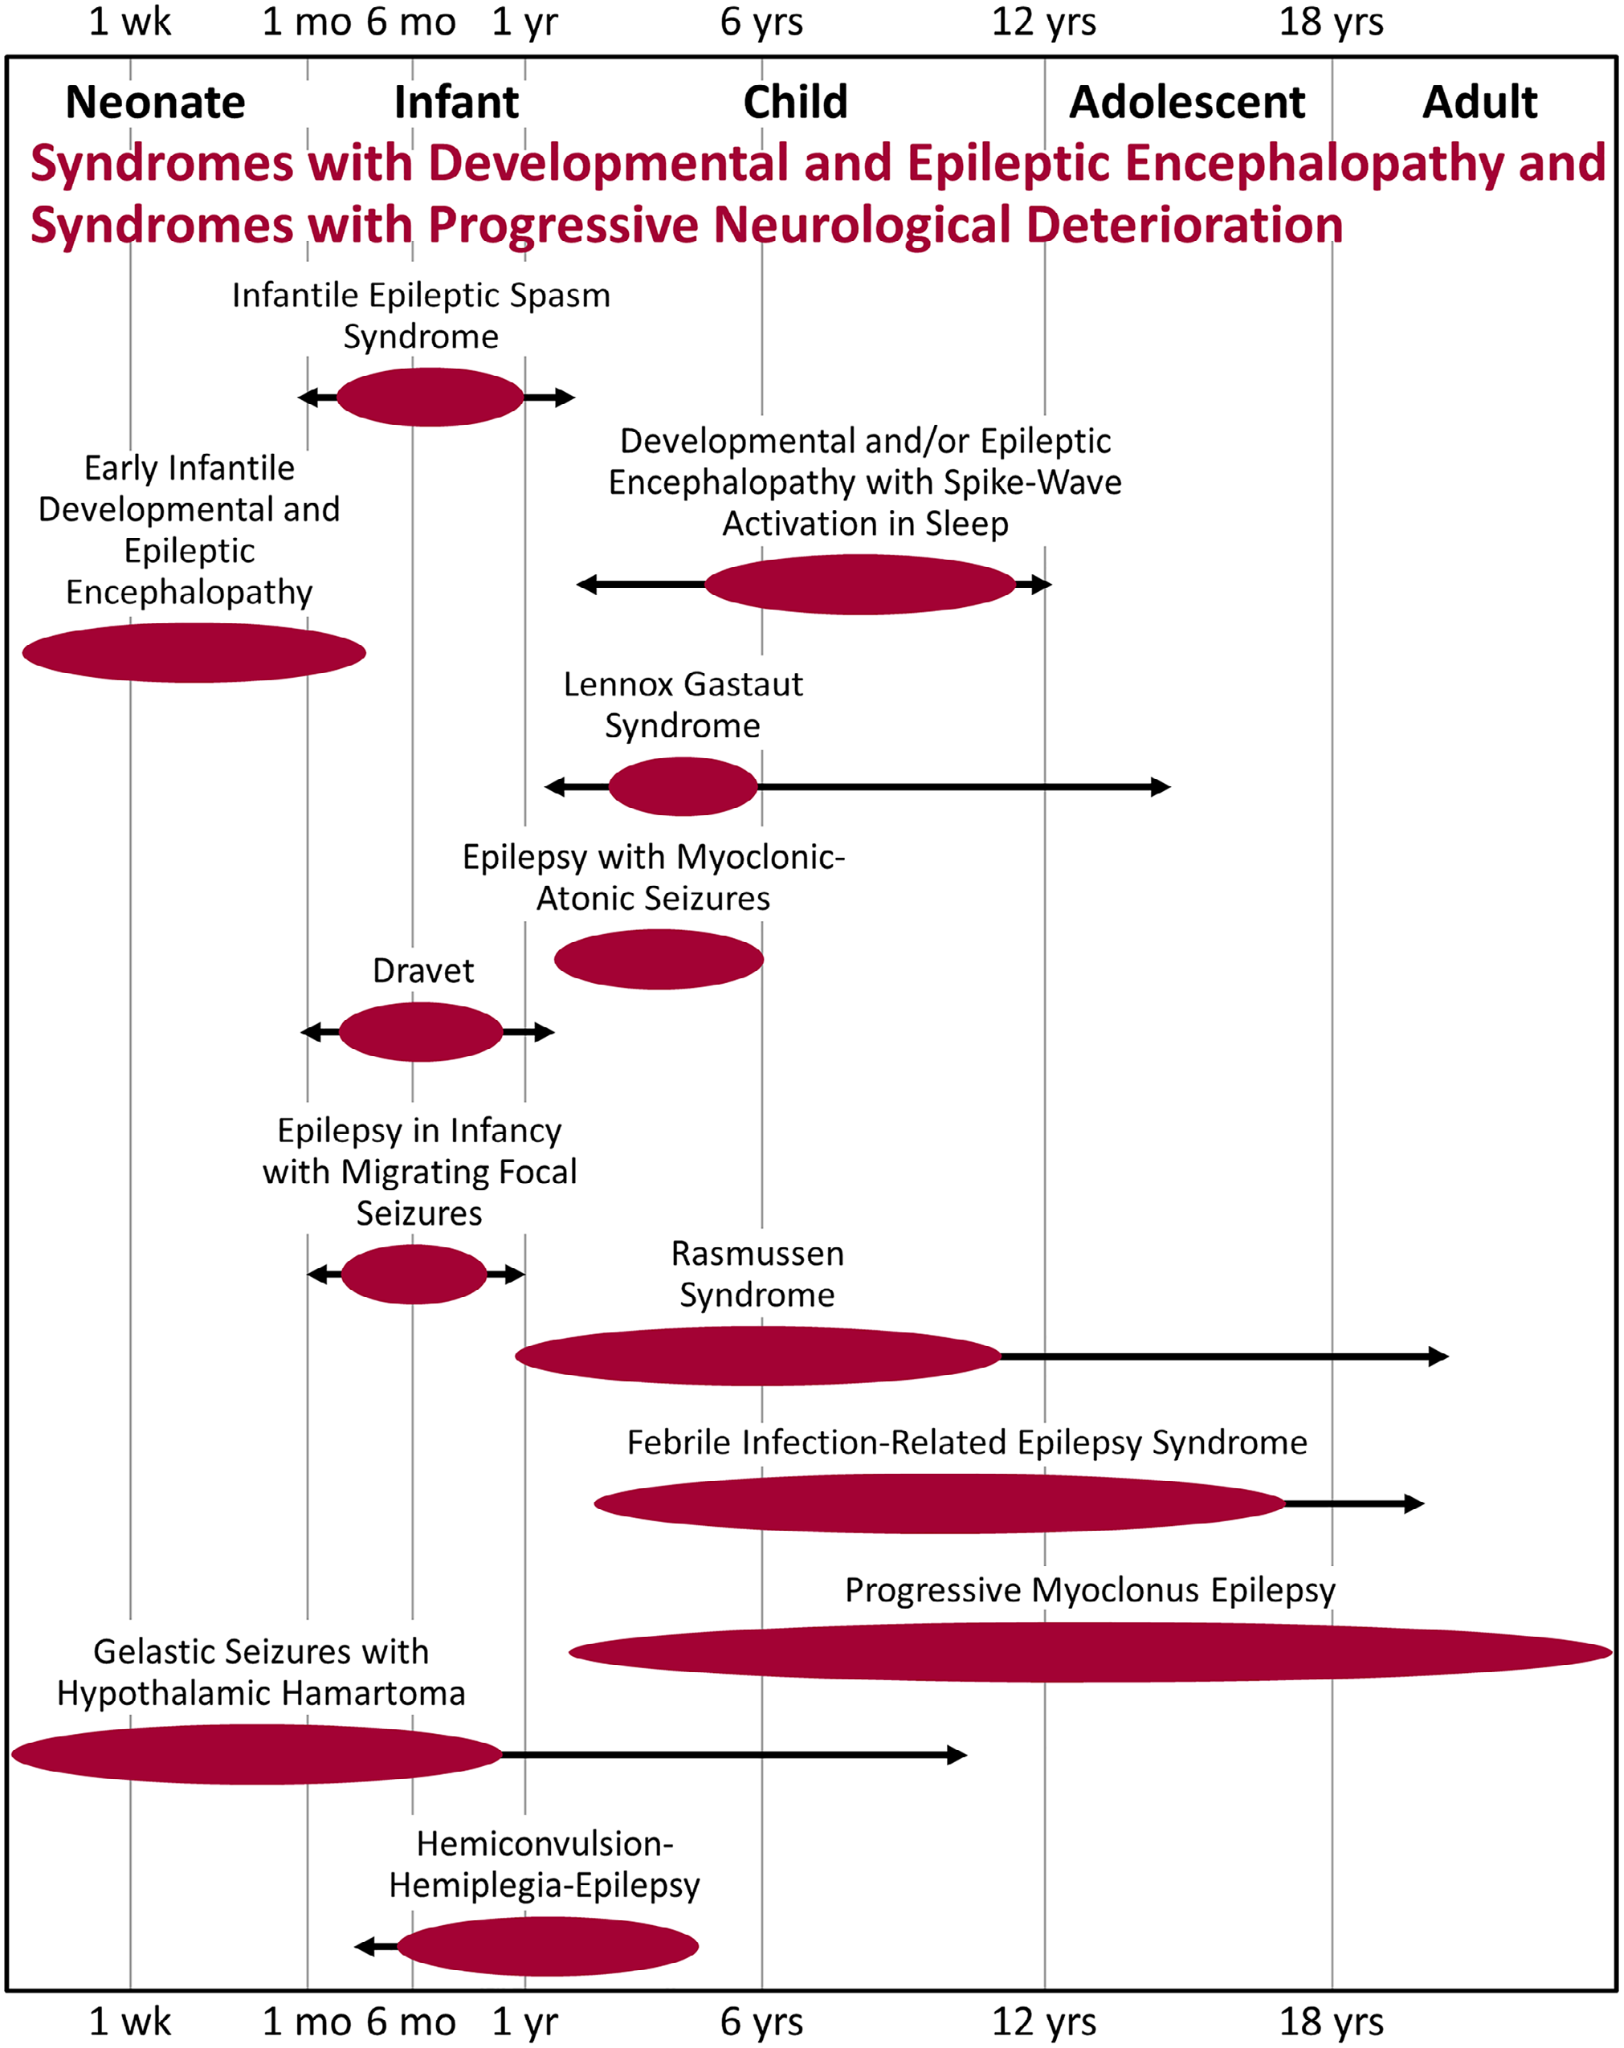 1 wk 1 mo 6 mo 1 yr 6 yrs 12 yrs 18 yrs
Neonate Infant Child Adolescent Adult
Syndromes with Developmental and Epileptic Encephalopathy and
Syndromes with Progressive Neurological Deterioration
Infantile Epileptic Spasm
Syndrome
Developmental and/or Epileptic
Encephalopathy with Spike-Wave
Activation in Sleep
Early Infantile
Developmental and
Epileptic
Encephalopathy
Lennox Gastaut
Syndrome
Epilepsy with Myoclonic-
Atonic Seizures
Dravet
Epilepsy in Infancy
with Migrating Focal
Seizures
Rasmussen
Syndrome
Febrile Infection-Related Epilepsy Syndrome
Progressive Myoclonus Epilepsy
Gelastic Seizures with
Hypothalamic Hamartoma
Hemiconvulsion-
Hemiplegia-Epilepsy
1 wk 1 mo 6 mo 1 yr 6 yrs 12 yrs 18 yrs